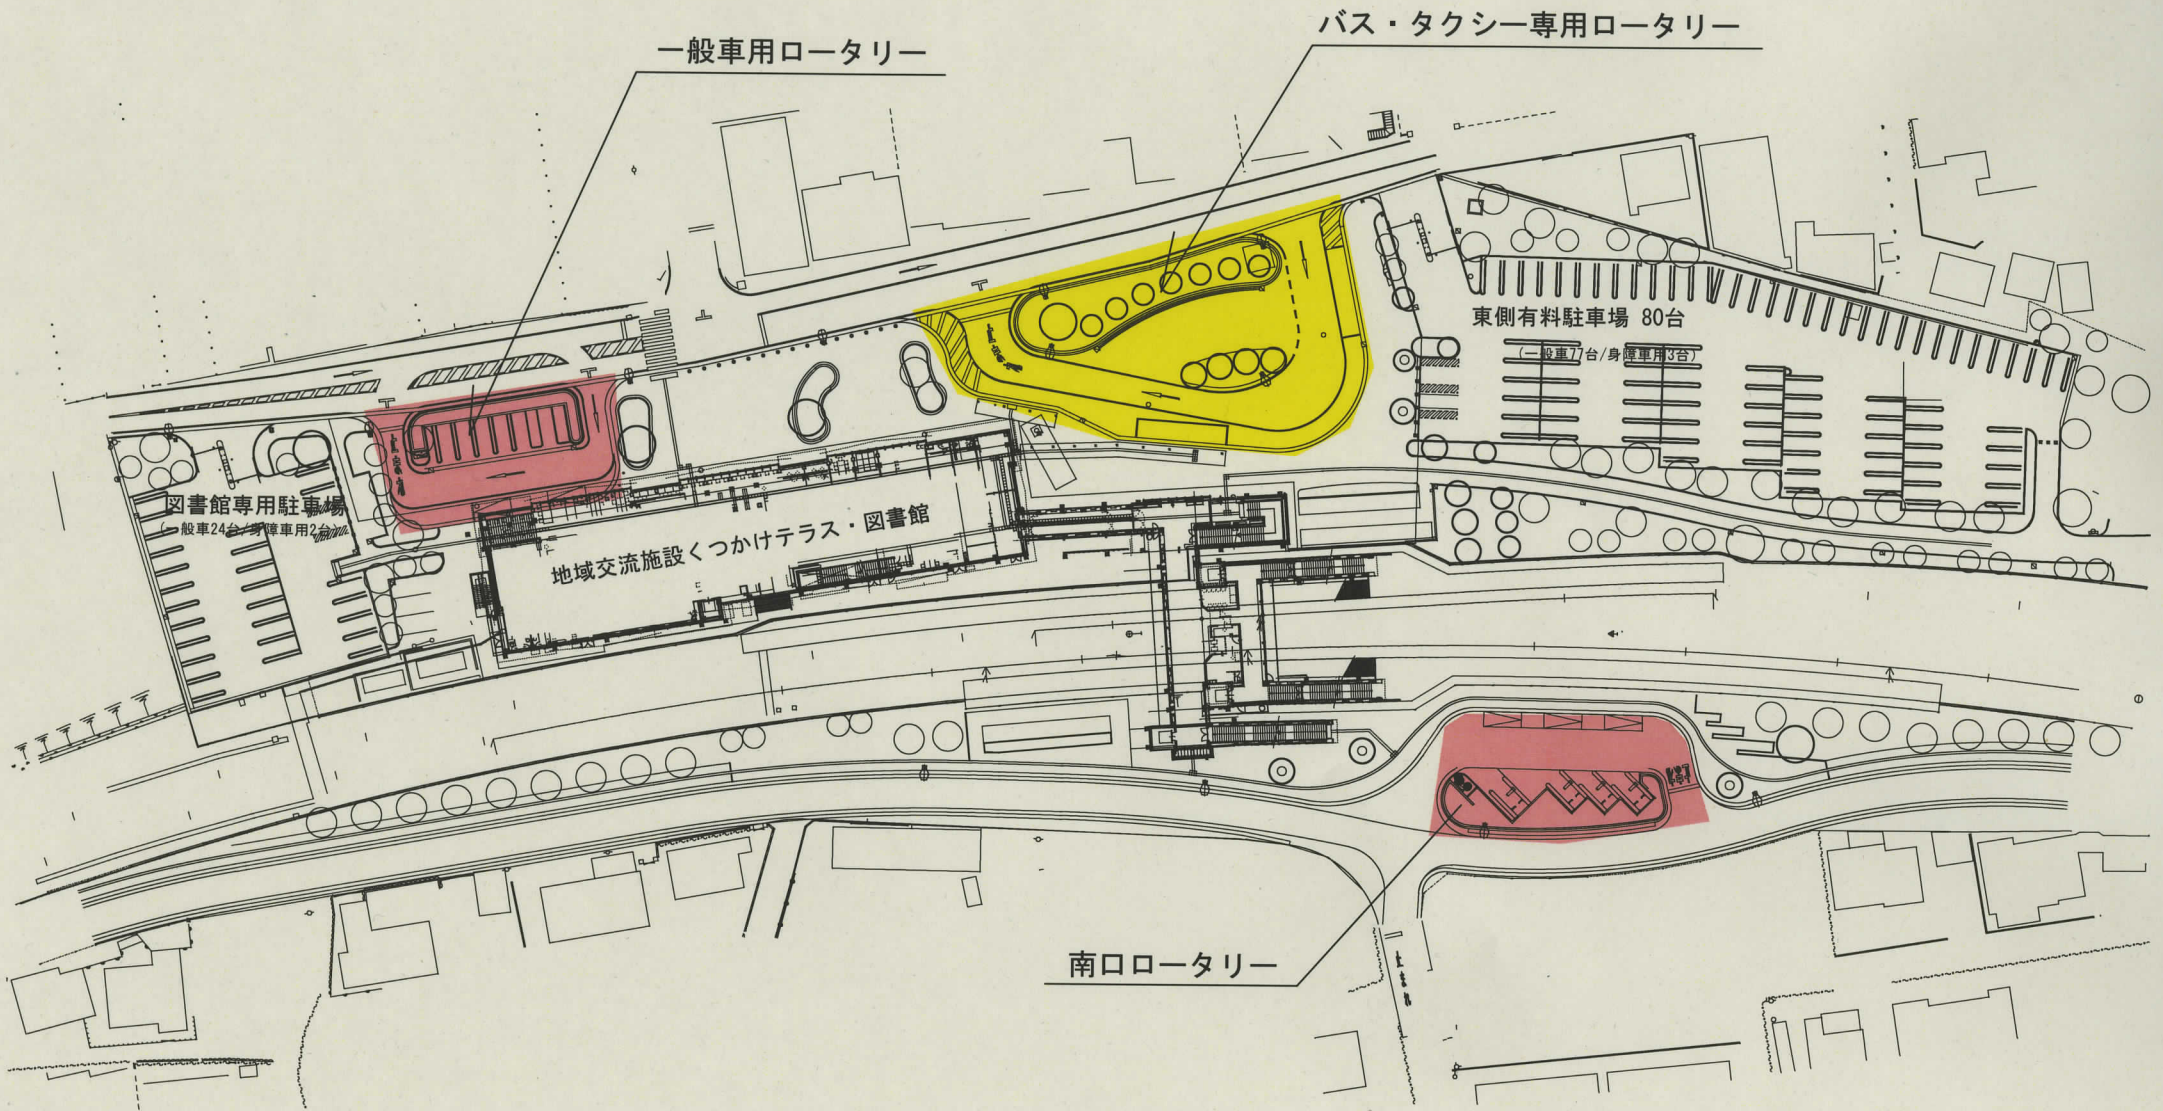 バス・タクシー専用ロータリー
一般車用ロータリー
東側有料駐車場 80台
(一般車77台/身障車用3台)
図書館専用駐車場
(一般車24台/身障車用2台)
地域交流施設くつかけテラス・図書館
南口ロータリー